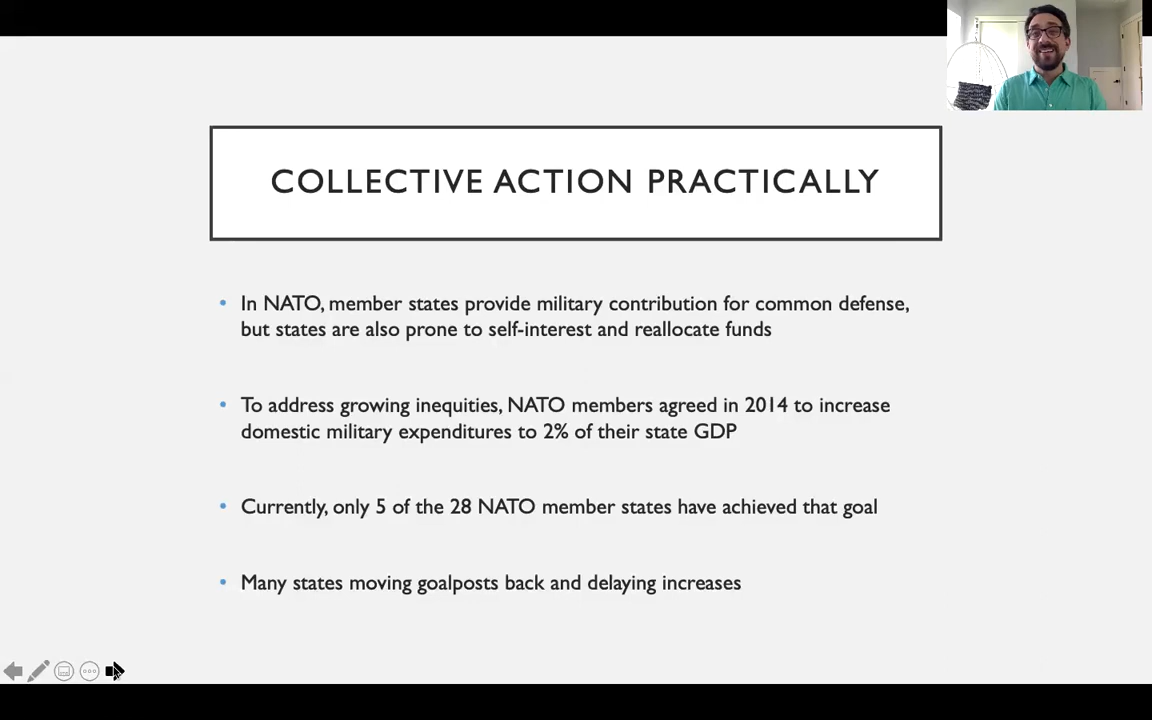 COLLECTIVE ACTION PRACTICALLY
• In NATO, member states provide military contribution for common defense,
but states are also prone to self-interest and reallocate funds
• To address growing inequities, NATO members agreed in 2014 to increase
domestic military expenditures to 2% of their state GDP
• Currently, only 5 of the 28 NATO member states have achieved that goal
• Many states moving goalposts back and delaying increases